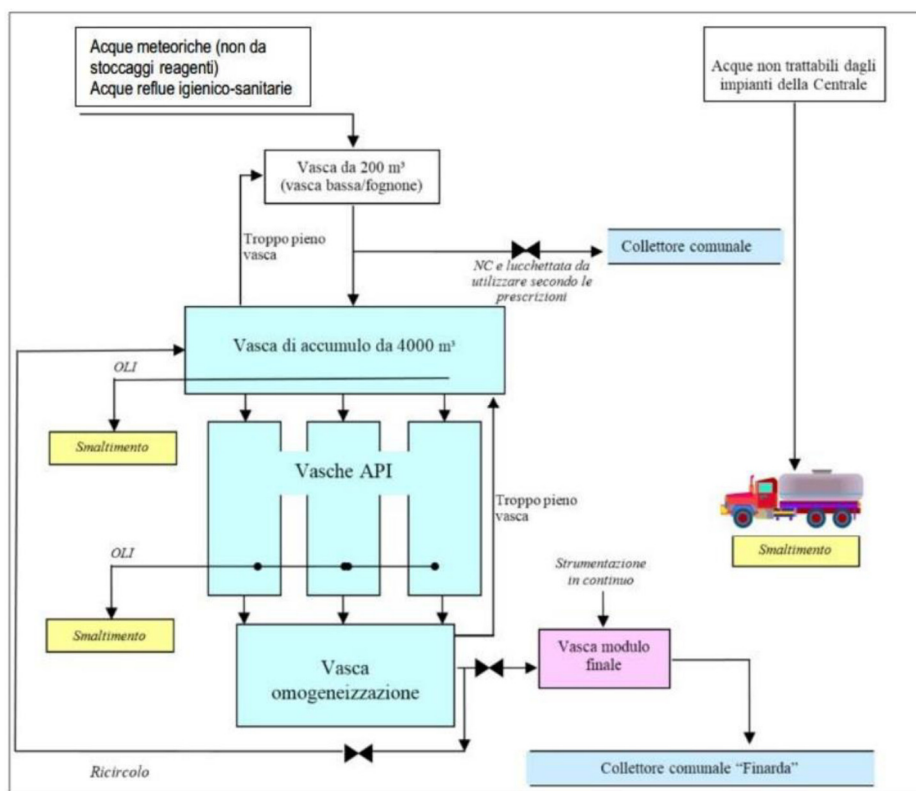 Acque meteoriche (non da
stoccaggi reagenti)
Acque reflue igienico-sanitarie
Acque non trattabili dagli
impianti della Centrale
Vasca da 200 m³
(vasca bassa/fognone)
Troppo pieno
vasca
Collettore comunale
NC e lucchettata da
utilizzare secondo le
prescrizioni
Vasca di accumulo da 4000 m³
OLI
Smaltimento
Vasche API
Troppo pieno
vasca
Smaltimento
OLI
Strumentazione
in continuo
Smaltimento
Vasca omogeneizzazione
Vasca modulo
finale
Ricircolo
Collettore comunale “Finarda”